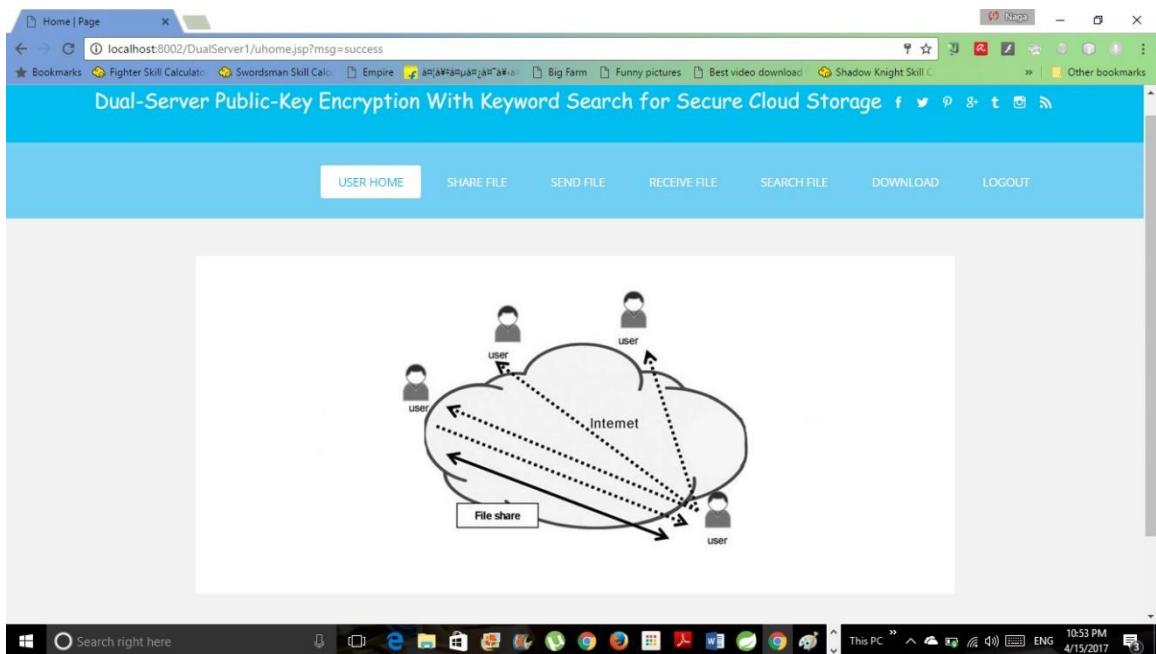 Home | Page
Naga
localhost:8002/DualServer1/uhome.jsp?msg=success
Bookmarks Fighter Skill Calculato Swordsman Skill Calcu Empire Big Farm Funny pictures Best video download Shadow Knight Skill C » Other bookmarks
Dual-Server Public-Key Encryption With Keyword Search for Secure Cloud Storage
USER HOME SHARE FILE SEND FILE RECEIVE FILE SEARCH FILE DOWNLOAD LOGOUT
user
user
user
Internet
File share
user
Search right here
This PC » ENG 10:53 PM
4/15/2017